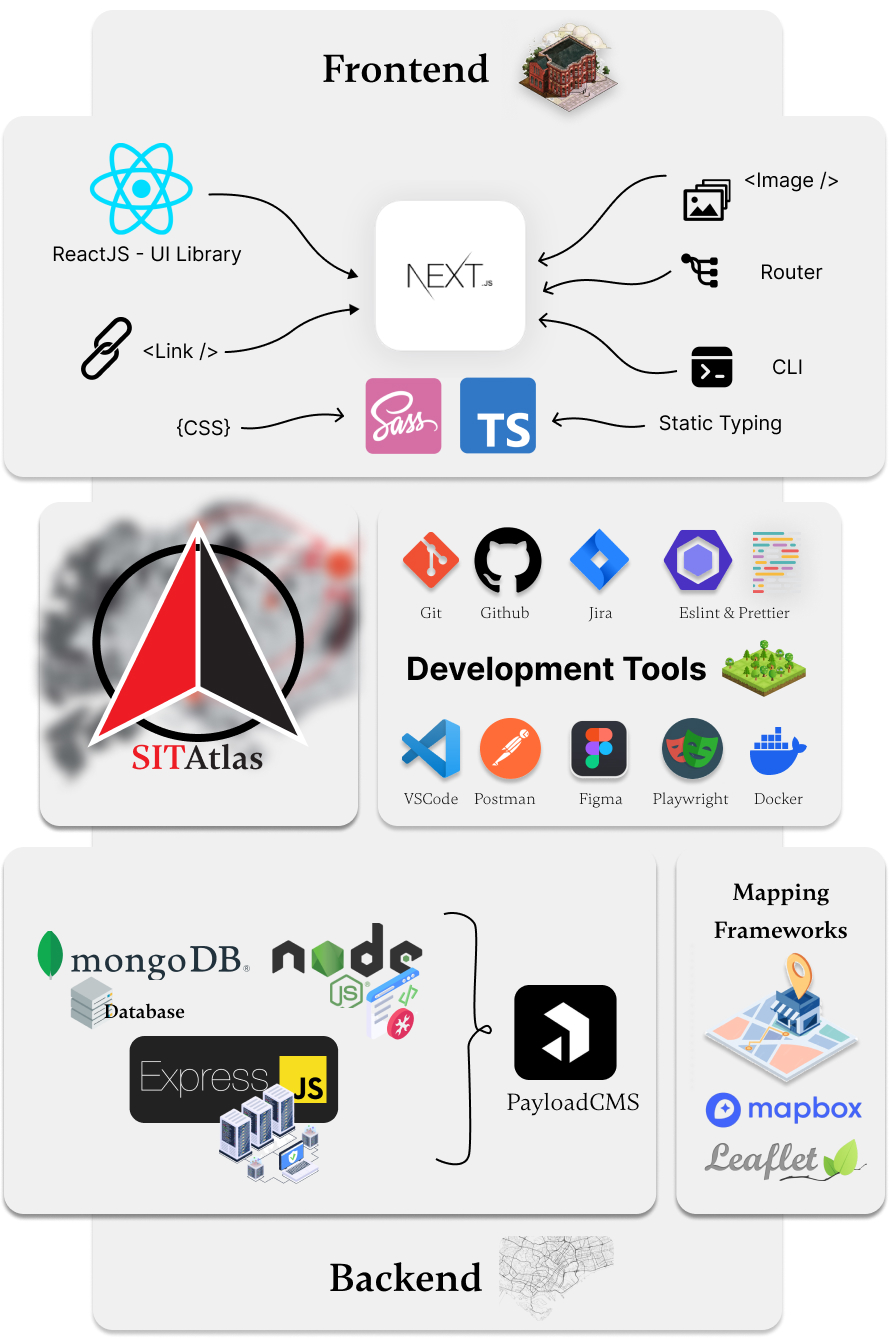 Frontend
ReactJS - UI Library
<Link />
{CSS}
NEXT.JS
<Image />
Router
CLI
Static Typing
Sass
TS
SITAtlas
Git
Github
Jira
Eslint & Prettier
Development Tools
VSCode
Postman
Figma
Playwright
Docker
mongoDB®
Database
node
JS®
Express
JS
PayloadCMS
Mapping
Frameworks
mapbox
Leaflet
Backend